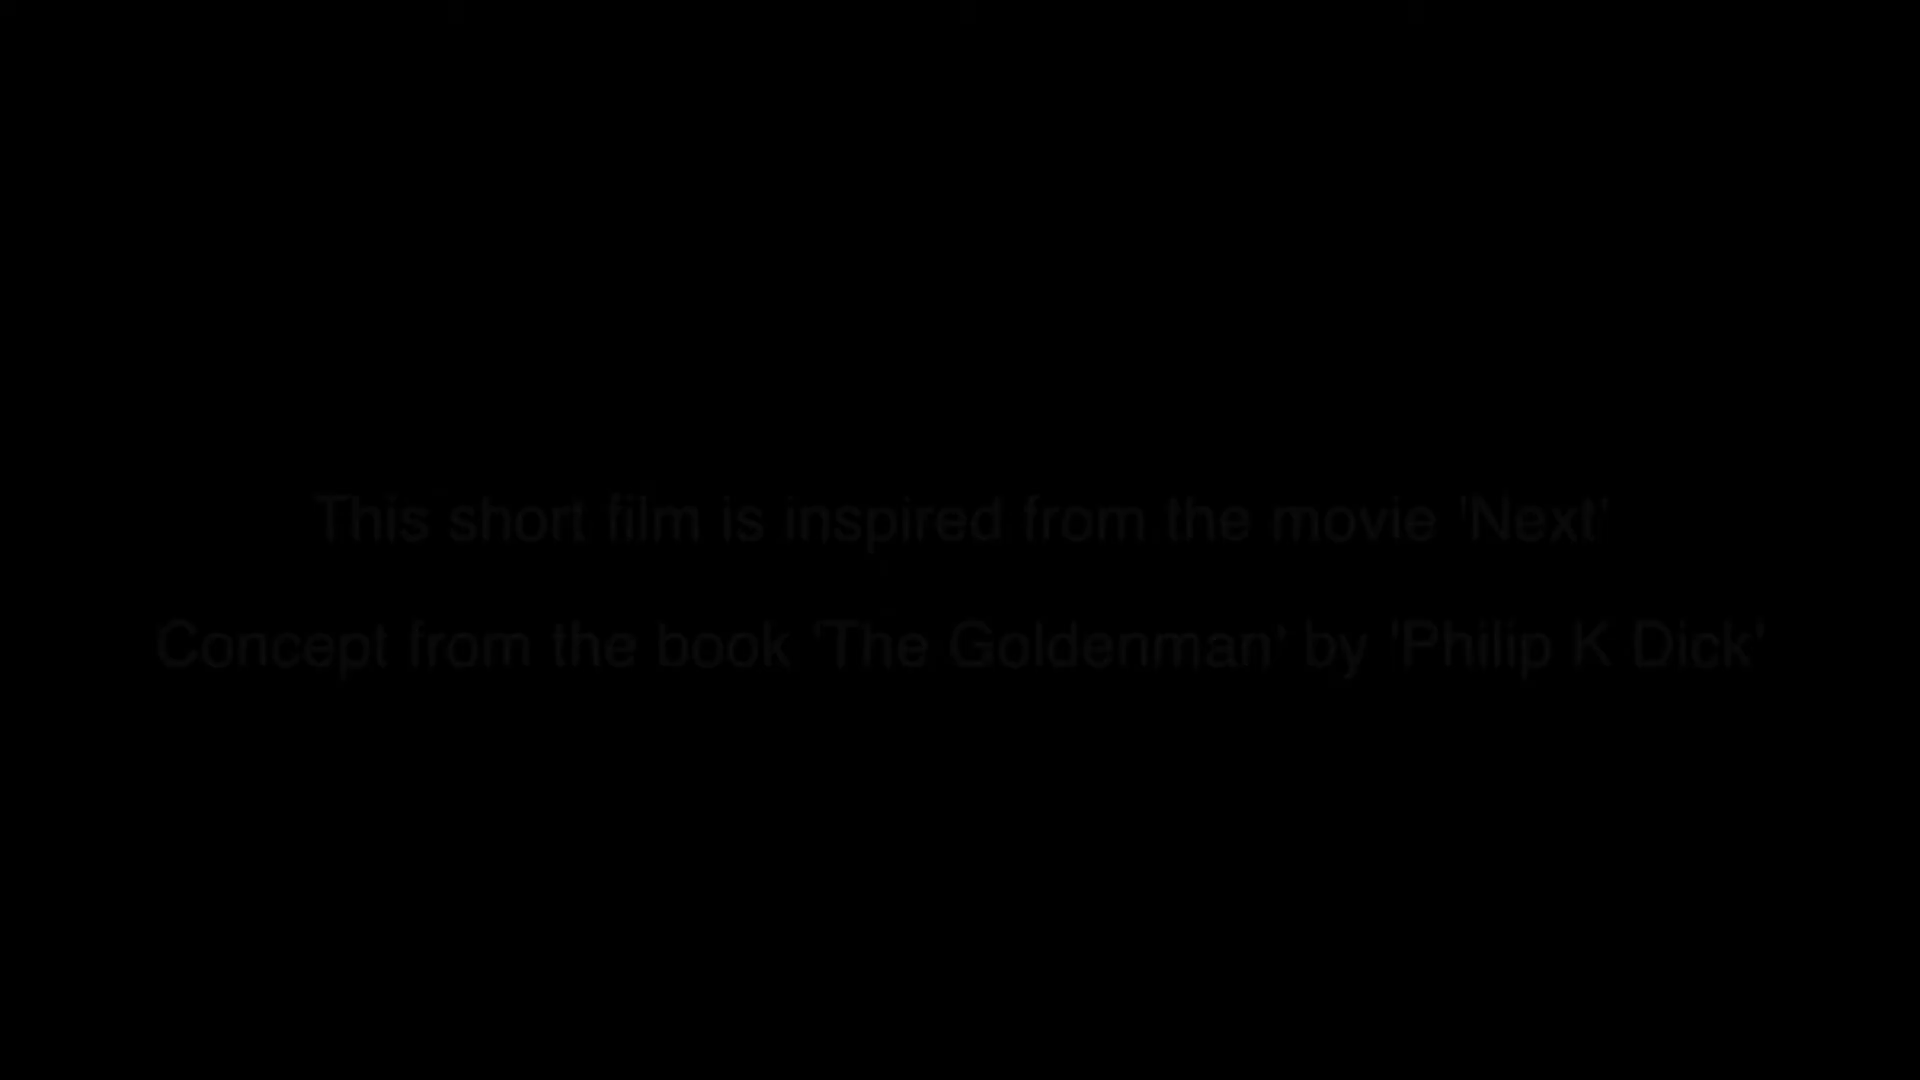 This short film is inspired from the movie 'Next'
Concept from the book 'The Goldenman' by 'Philip K Dick'